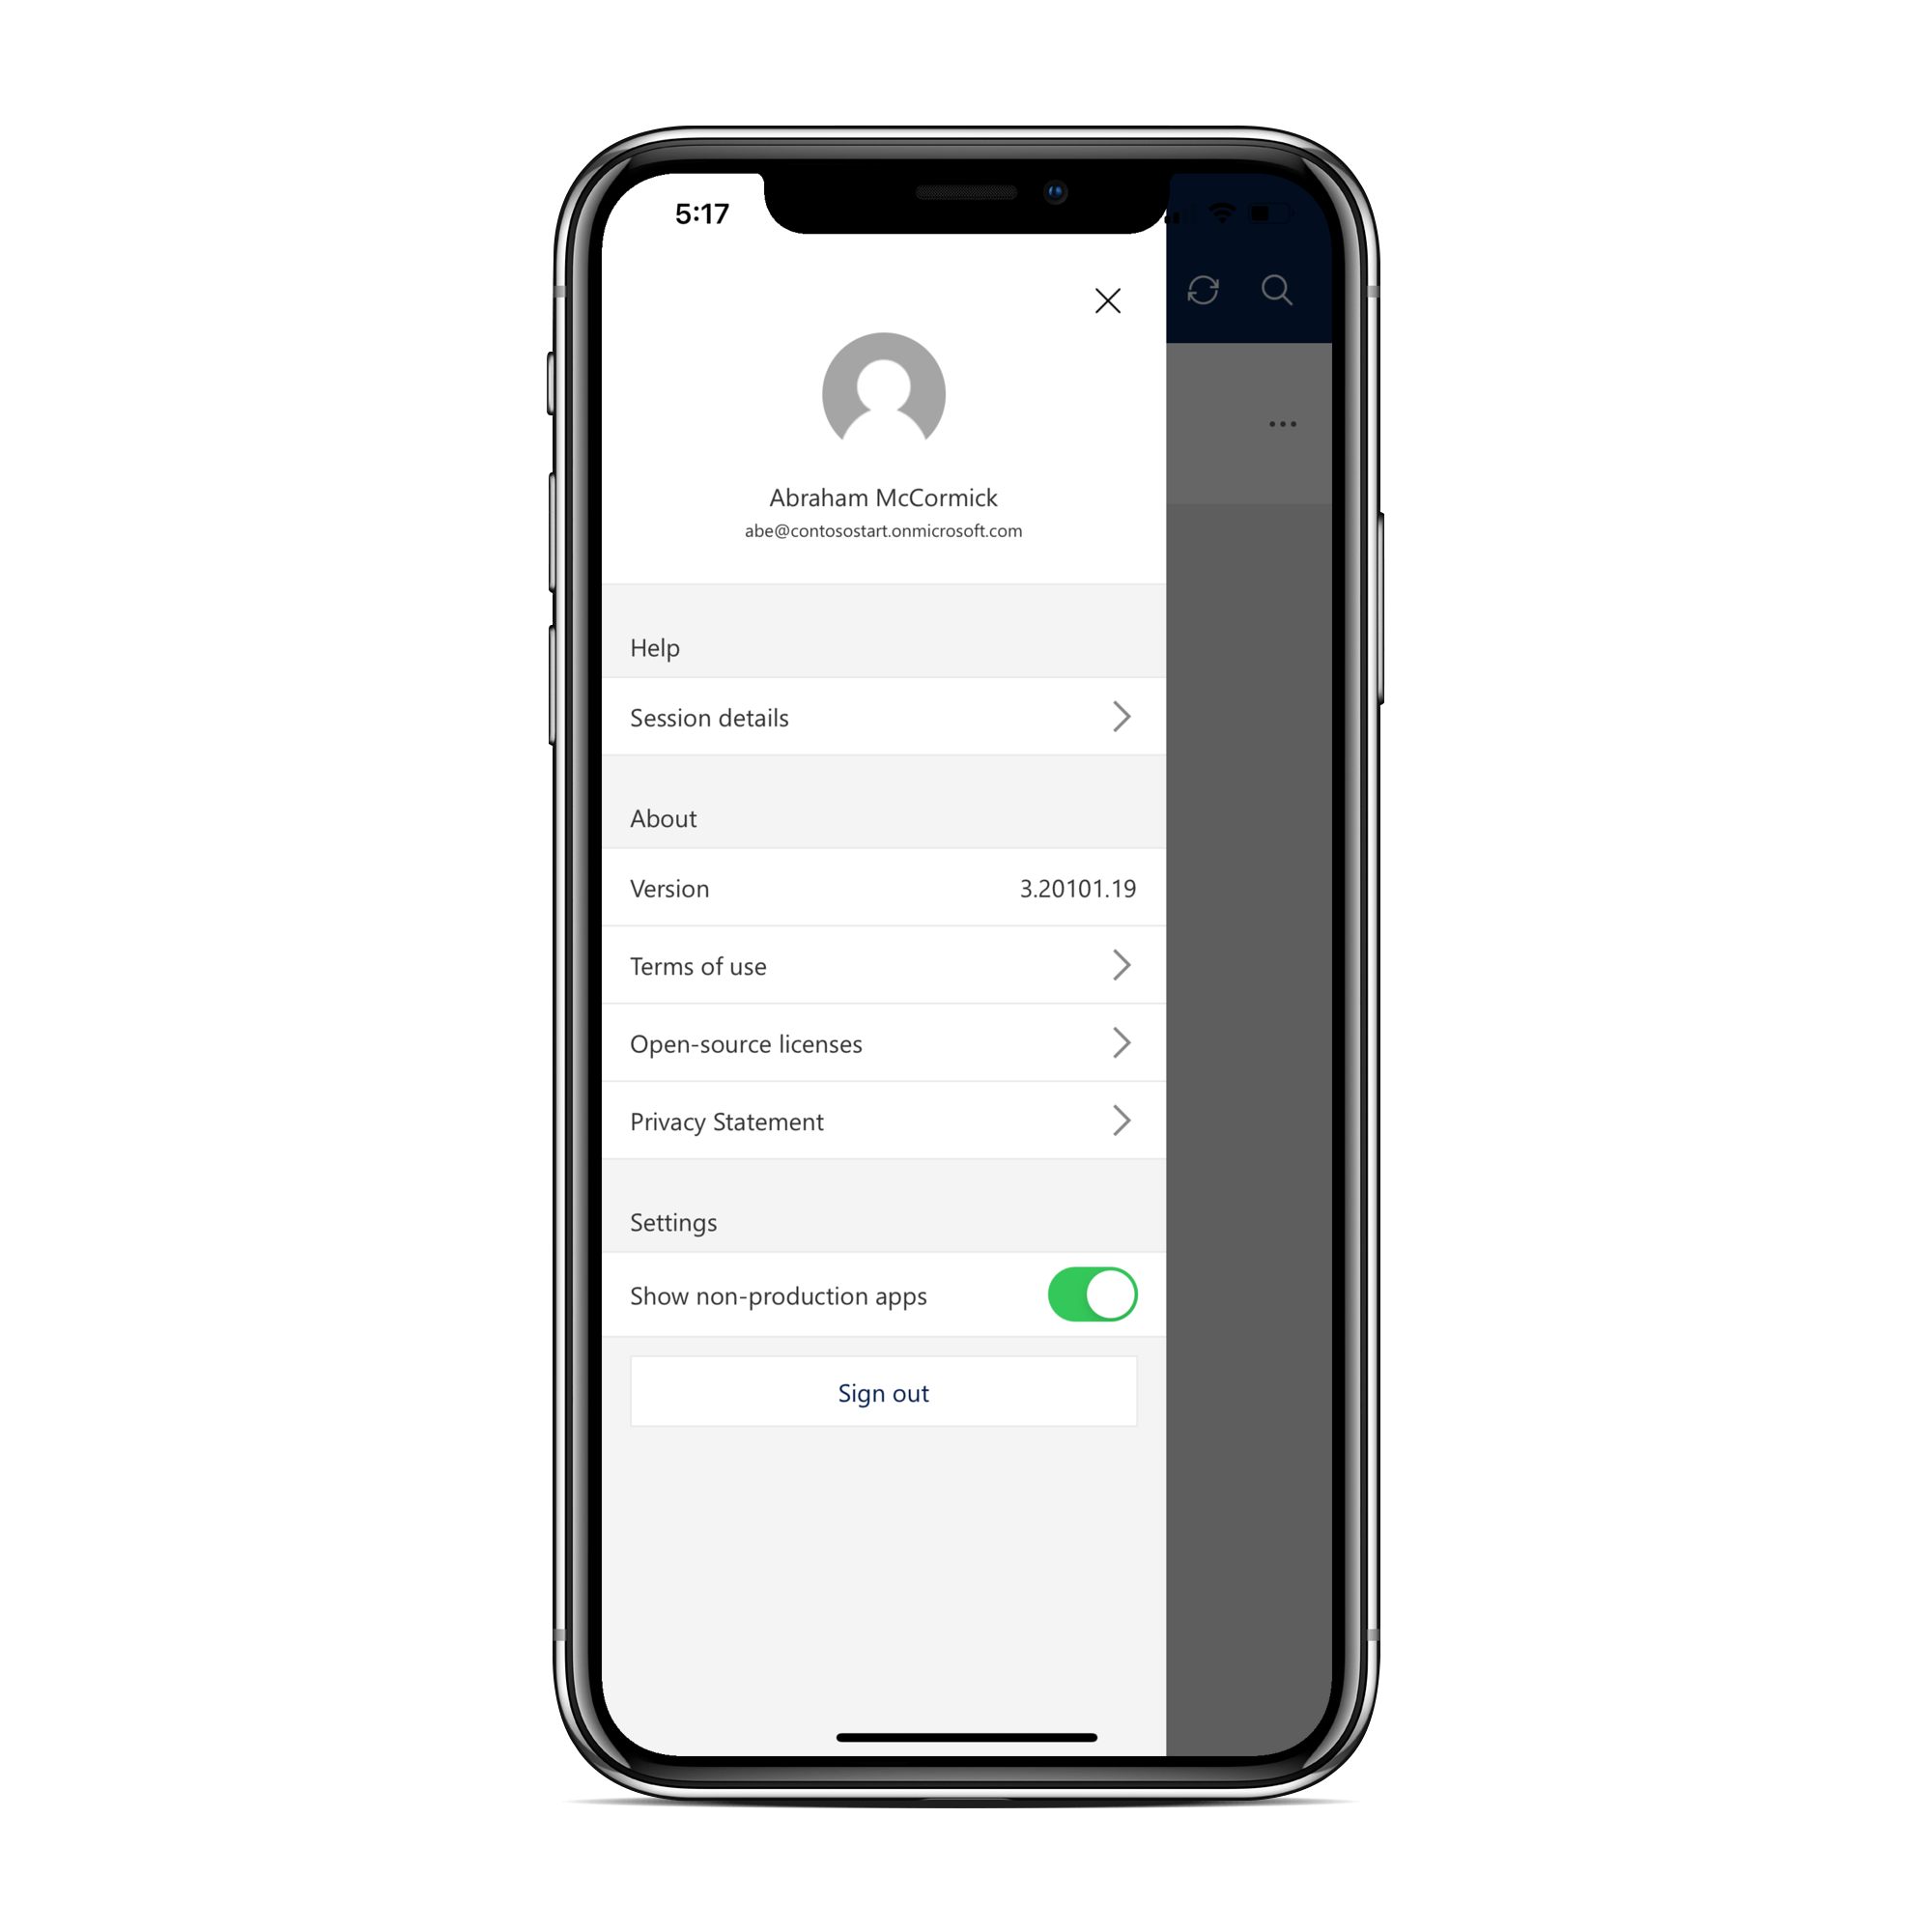 5:17
Abraham McCormick
abe@contosostart.onmicrosoft.com
Help
Session details
About
Version 3.20101.19
Terms of use
Open-source licenses
Privacy Statement
Settings
Show non-production apps
Sign out